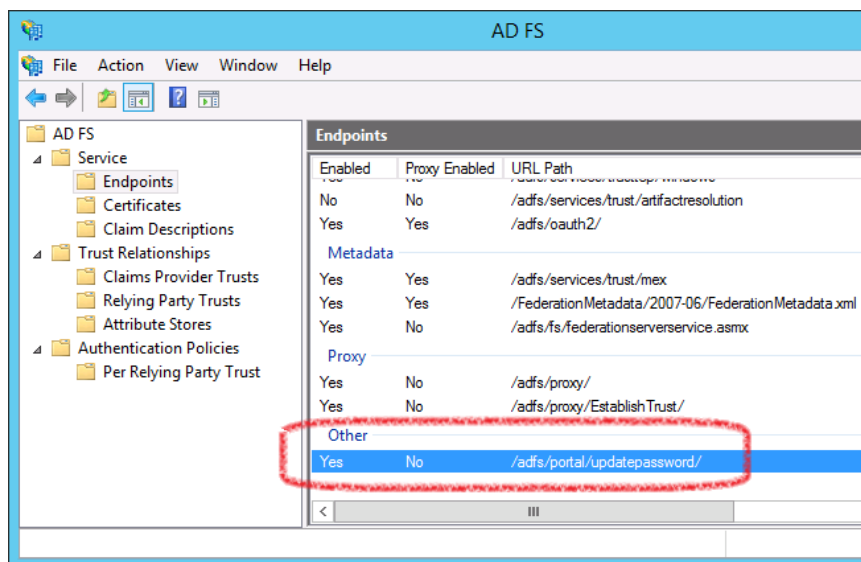 AD FS
File Action View Window Help
AD FS
Service
Endpoints
Certificates
Claim Descriptions
Trust Relationships
Claims Provider Trusts
Relying Party Trusts
Attribute Stores
Authentication Policies
Per Relying Party Trust
Endpoints
Enabled Proxy Enabled URL Path
No No /adfs/services/trust/artifactresolution
Yes Yes /adfs/oauth2/
Metadata
Yes Yes /adfs/services/trust/mex
Yes Yes /FederationMetadata/2007-06/FederationMetadata.xml
Yes No /adfs/fs/federationserverservice.asmx
Proxy
Yes No /adfs/proxy/
Yes No /adfs/proxy/EstablishTrust/
Other
Yes No /adfs/portal/updatepassword/